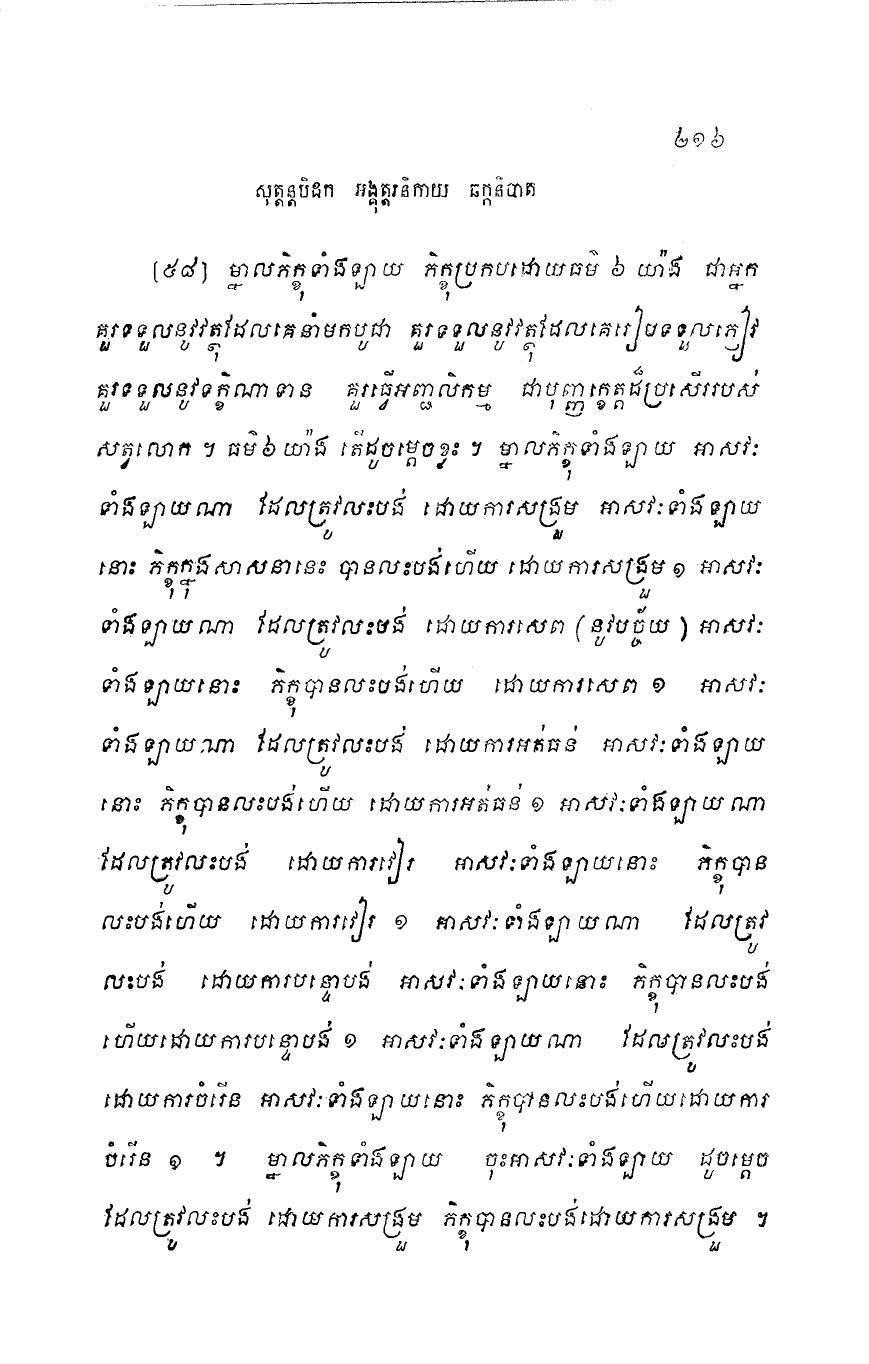 ២១៦
សុត្តន្តបិដក អង្គុត្តរនិកាយ ឆក្កនិបាត
[៥៨] ម្នាលភិក្ខុទាំងឡាយ ភិក្ខុប្រកបដោយធម៌ ៦ យ៉ាង ជាអ្នក
គួរទទួលនូវវត្ថុដែលគេនាំមកបូជា គួរទទួលនូវវត្ថុដែលគេរៀបទទួលភ្ញៀវ
គួរទទួលនូវទក្ខិណាទាន គួរធ្វើអញ្ជលិកម្ម ជាបុញ្ញក្ខេត្តដ៏ប្រសើររបស់
សត្វលោក ។ ធម៌ ៦ យ៉ាង តើដូចម្តេចខ្លះ ។ ម្នាលភិក្ខុទាំងឡាយ អាសវៈ
ទាំងឡាយណា ដែលត្រូវលះបង់ ដោយការសង្រួម អាសវៈទាំងឡាយ
នោះ ភិក្ខុក្នុងសាសនានេះ បានលះបង់ហើយ ដោយការសង្រួម ១ អាសវៈ
ទាំងឡាយណា ដែលត្រូវលះបង់ ដោយការសេព (នូវបច្ច័យ) អាសវៈ
ទាំងឡាយនោះ ភិក្ខុបានលះបង់ហើយ ដោយការសេព ១ អាសវៈ
ទាំងឡាយណា ដែលត្រូវលះបង់ ដោយការអត់ធន់ អាសវៈទាំងឡាយ
នោះ ភិក្ខុបានលះបង់ហើយ ដោយការអត់ធន់ ១ អាសវៈទាំងឡាយណា
ដែលត្រូវលះបង់ ដោយការវៀរ អាសវៈទាំងឡាយនោះ ភិក្ខុបាន
លះបង់ហើយ ដោយការវៀរ ១ អាសវៈទាំងឡាយណា ដែលត្រូវ
លះបង់ ដោយការបន្ទោបង់ អាសវៈទាំងឡាយនោះ ភិក្ខុបានលះបង់
ហើយដោយការបន្ទោបង់ ១ អាសវៈទាំងឡាយណា ដែលត្រូវលះបង់
ដោយការចំរើន អាសវៈទាំងឡាយនោះ ភិក្ខុបានលះបង់ហើយដោយការ
ចំរើន ១ ។ ម្នាលភិក្ខុទាំងឡាយ ចុះអាសវៈទាំងឡាយ ដូចម្តេច
ដែលត្រូវលះបង់ ដោយការសង្រួម ភិក្ខុបានលះបង់ដោយការសង្រួម ។